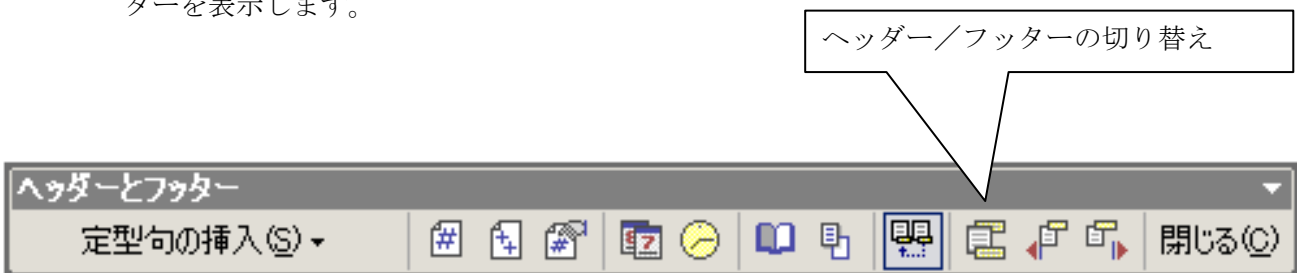 ダーを表示します。
ヘッダー／フッターの切り替え
ヘッダーとフッター
定型句の挿入(S)
閉じる(C)